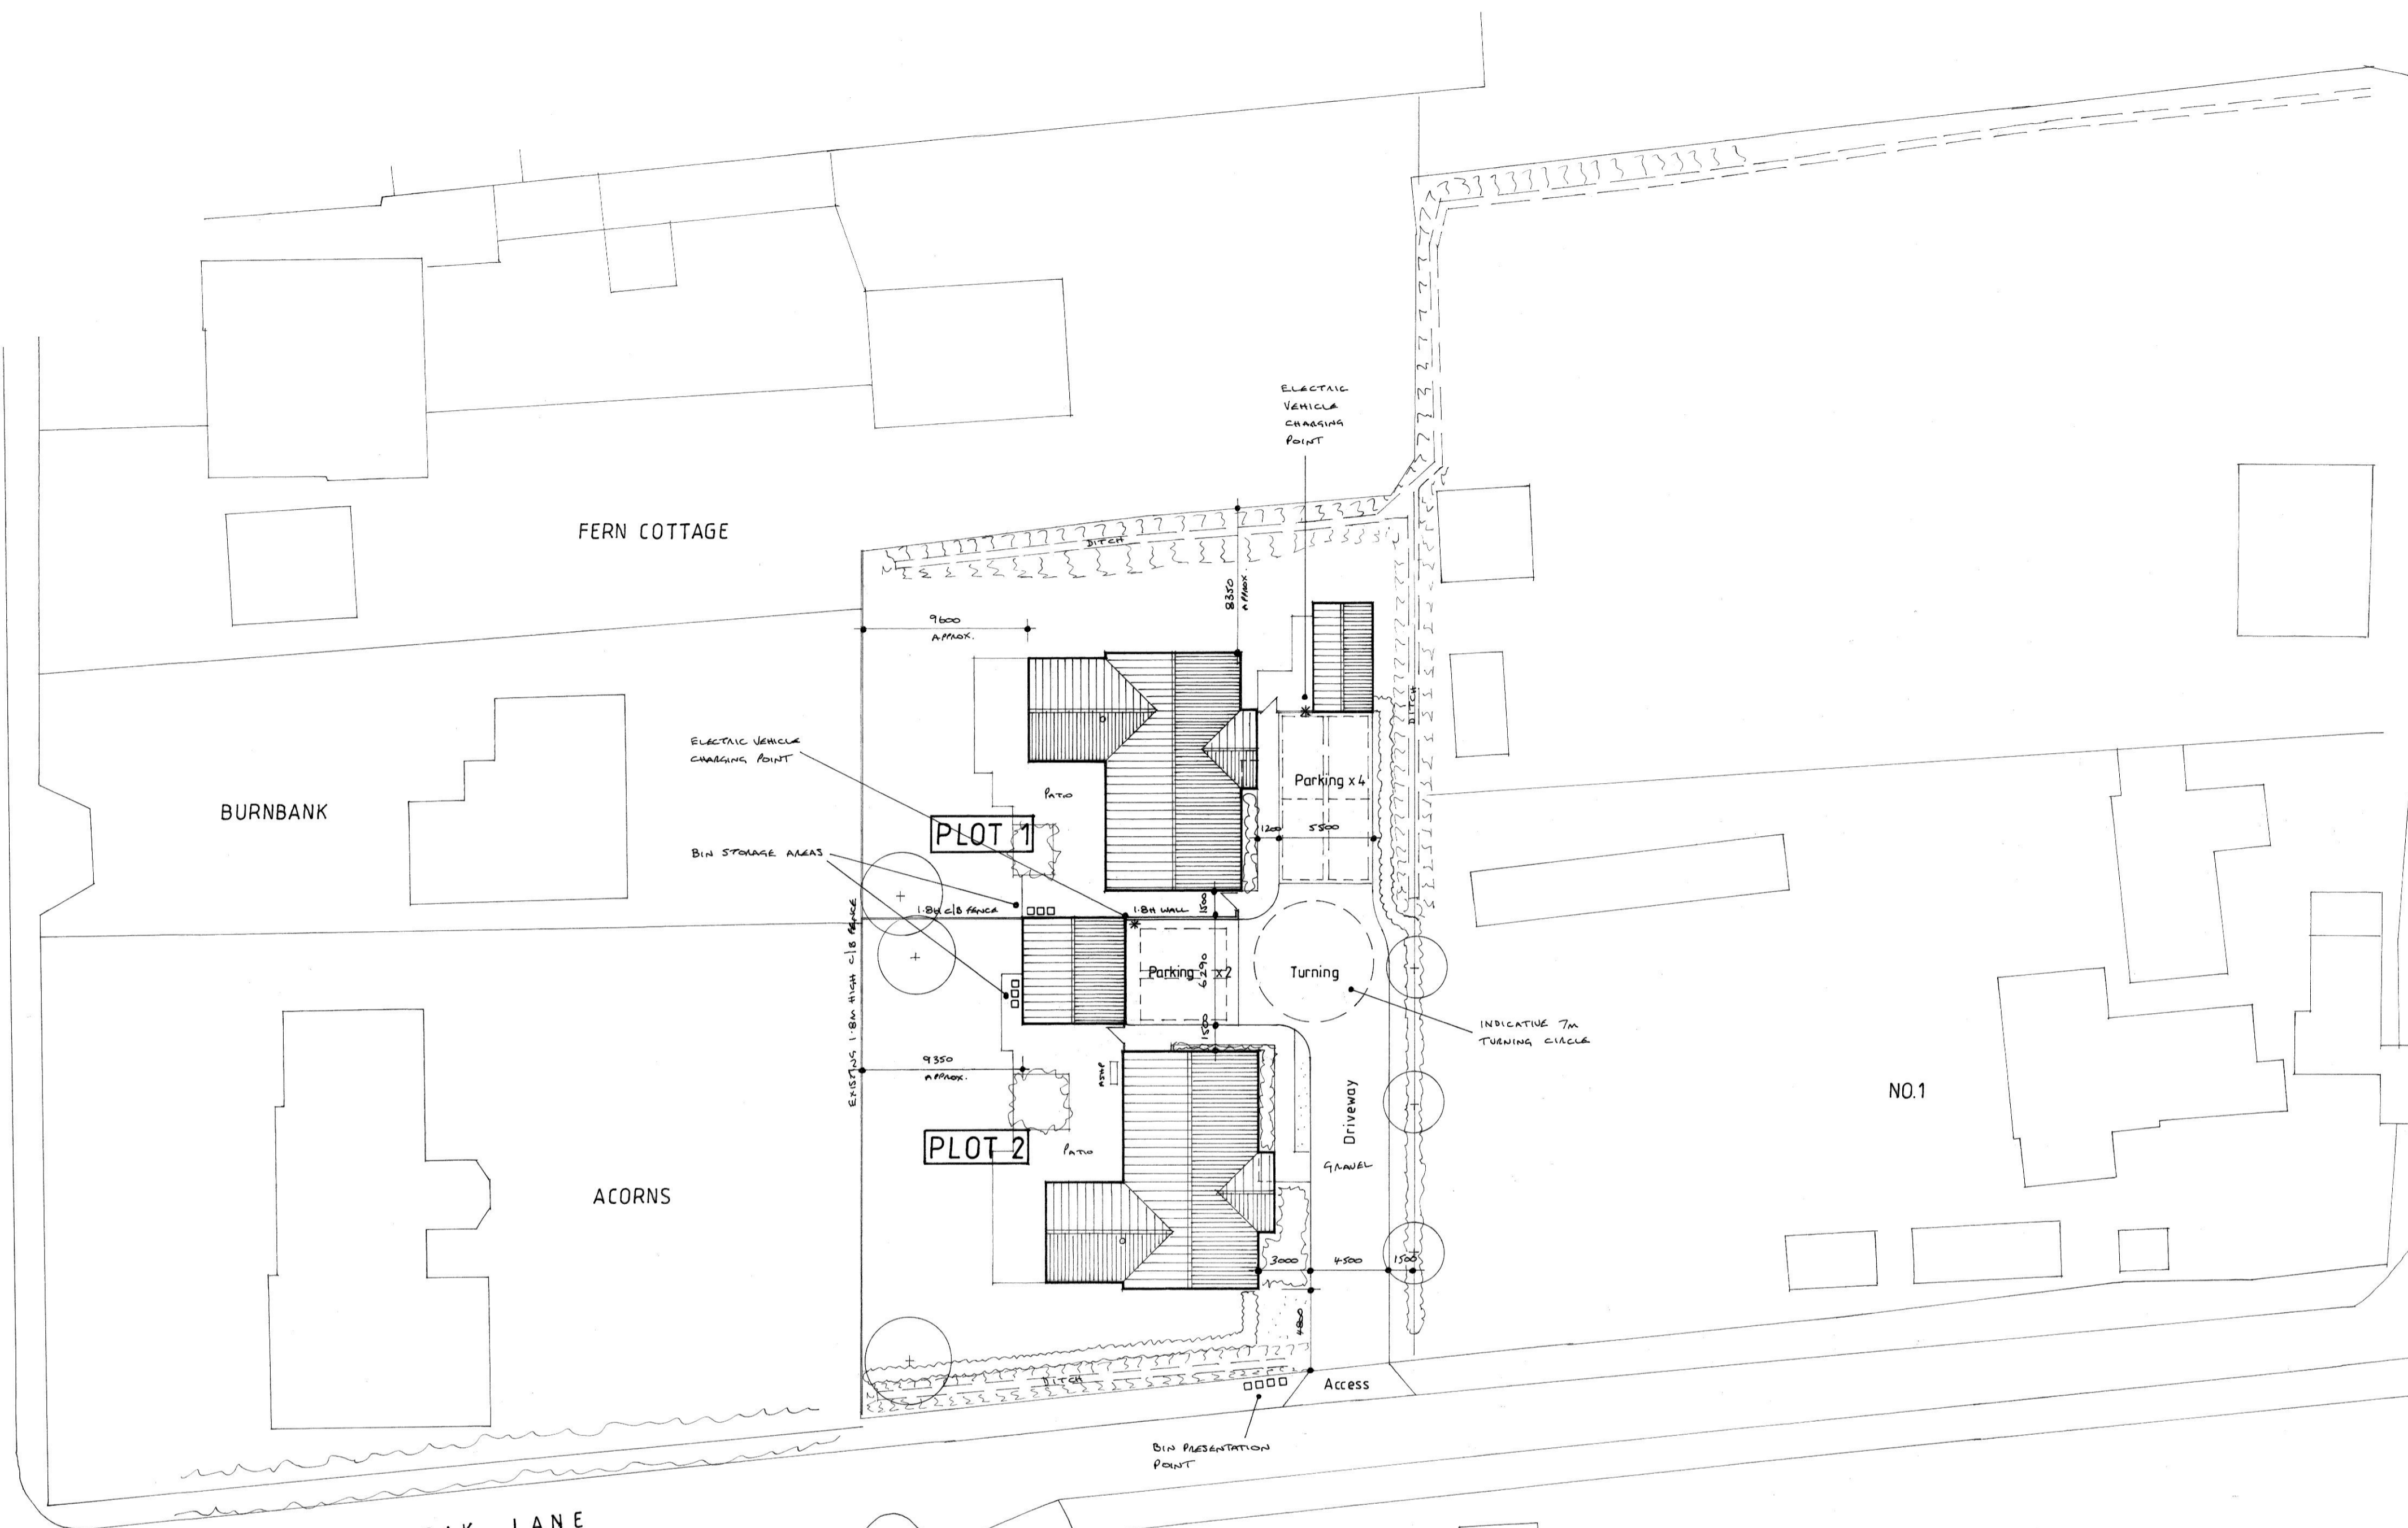 ELECTRIC
VEHICLE
CHARGING
POINT
FERN COTTAGE
DITCH
8350
APPROX.
9600
APPROX.
DITCH
ELECTRIC VEHICLE
CHARGING POINT
Parking x 4
PATIO
BURNBANK
PLOT 1
1200
5500
BIN STORAGE AREAS
1.8H C/B FENCE
1.8H WALL
1500
EXISTING 1.8M HIGH C/B FENCE
Parking x2
6290
Turning
INDICATIVE 7M
TURNING CIRCLE
1500
9350
APPROX.
ASHP
NO.1
Driveway
PLOT 2
PATIO
GRAVEL
ACORNS
3000
4500
1500
4800
DITCH
Access
BIN PRESENTATION
POINT
LANE